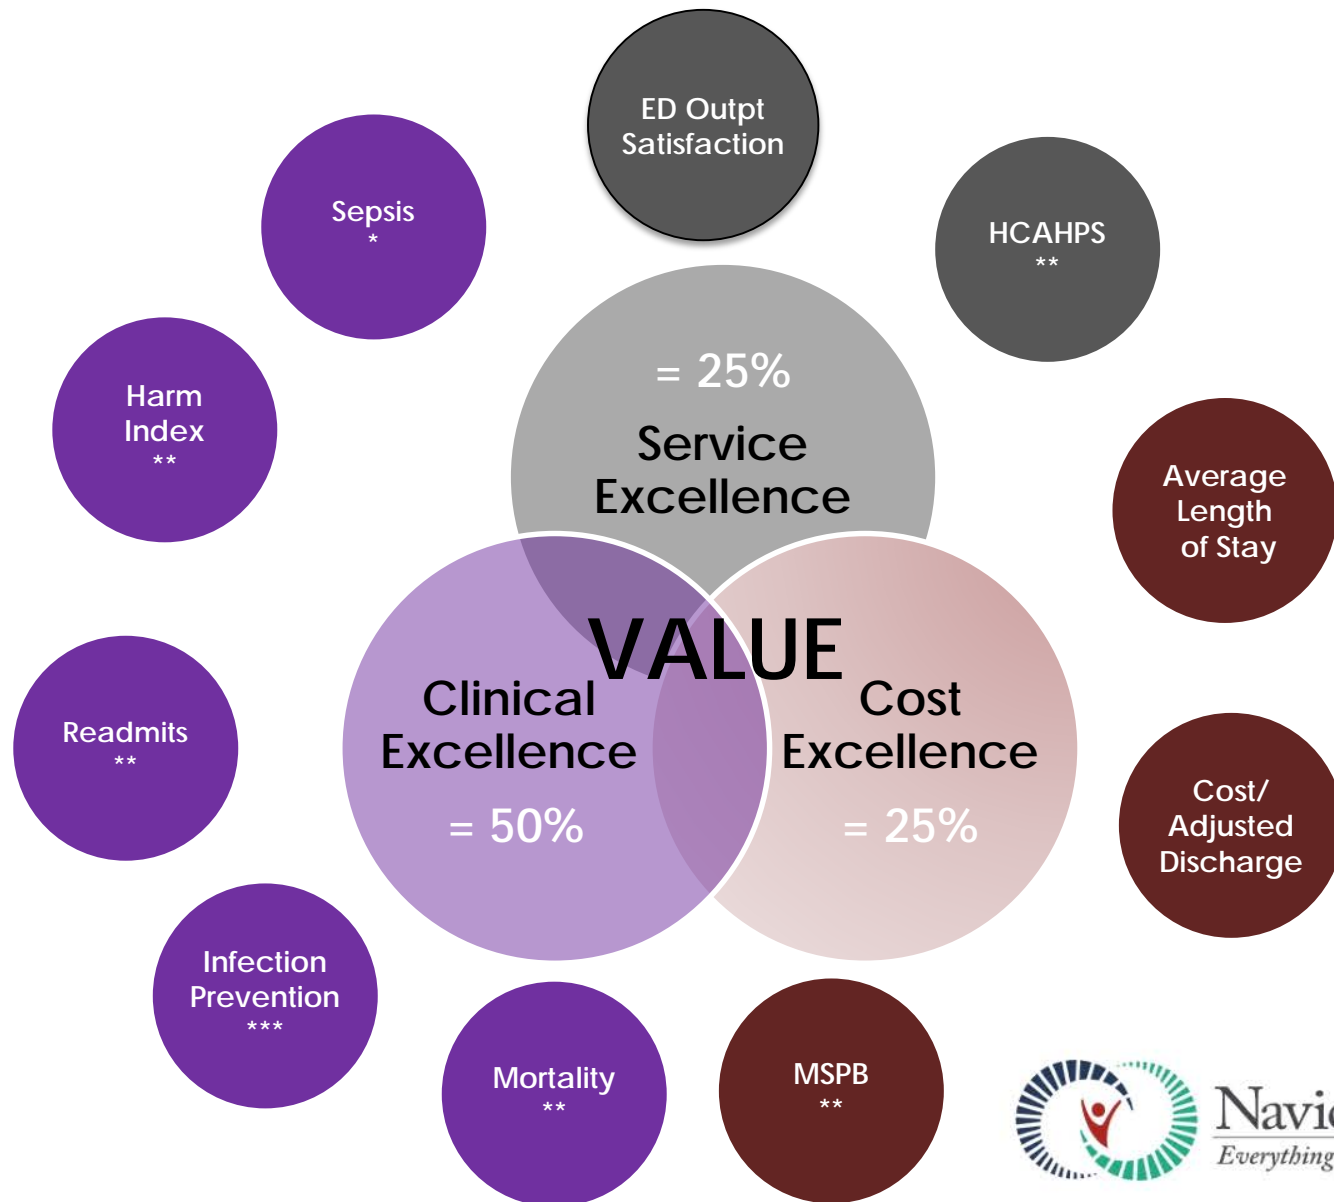 ED Outpt
Satisfaction
Sepsis
*
HCAHPS
**
Harm
Index
**
= 25%
Service
Excellence
Average
Length
of Stay
VALUE
Clinical
Excellence
= 50%
Cost
Excellence
= 25%
Readmits
**
Cost/
Adjusted
Discharge
Infection
Prevention
***
Mortality
**
MSPB
**
Everything